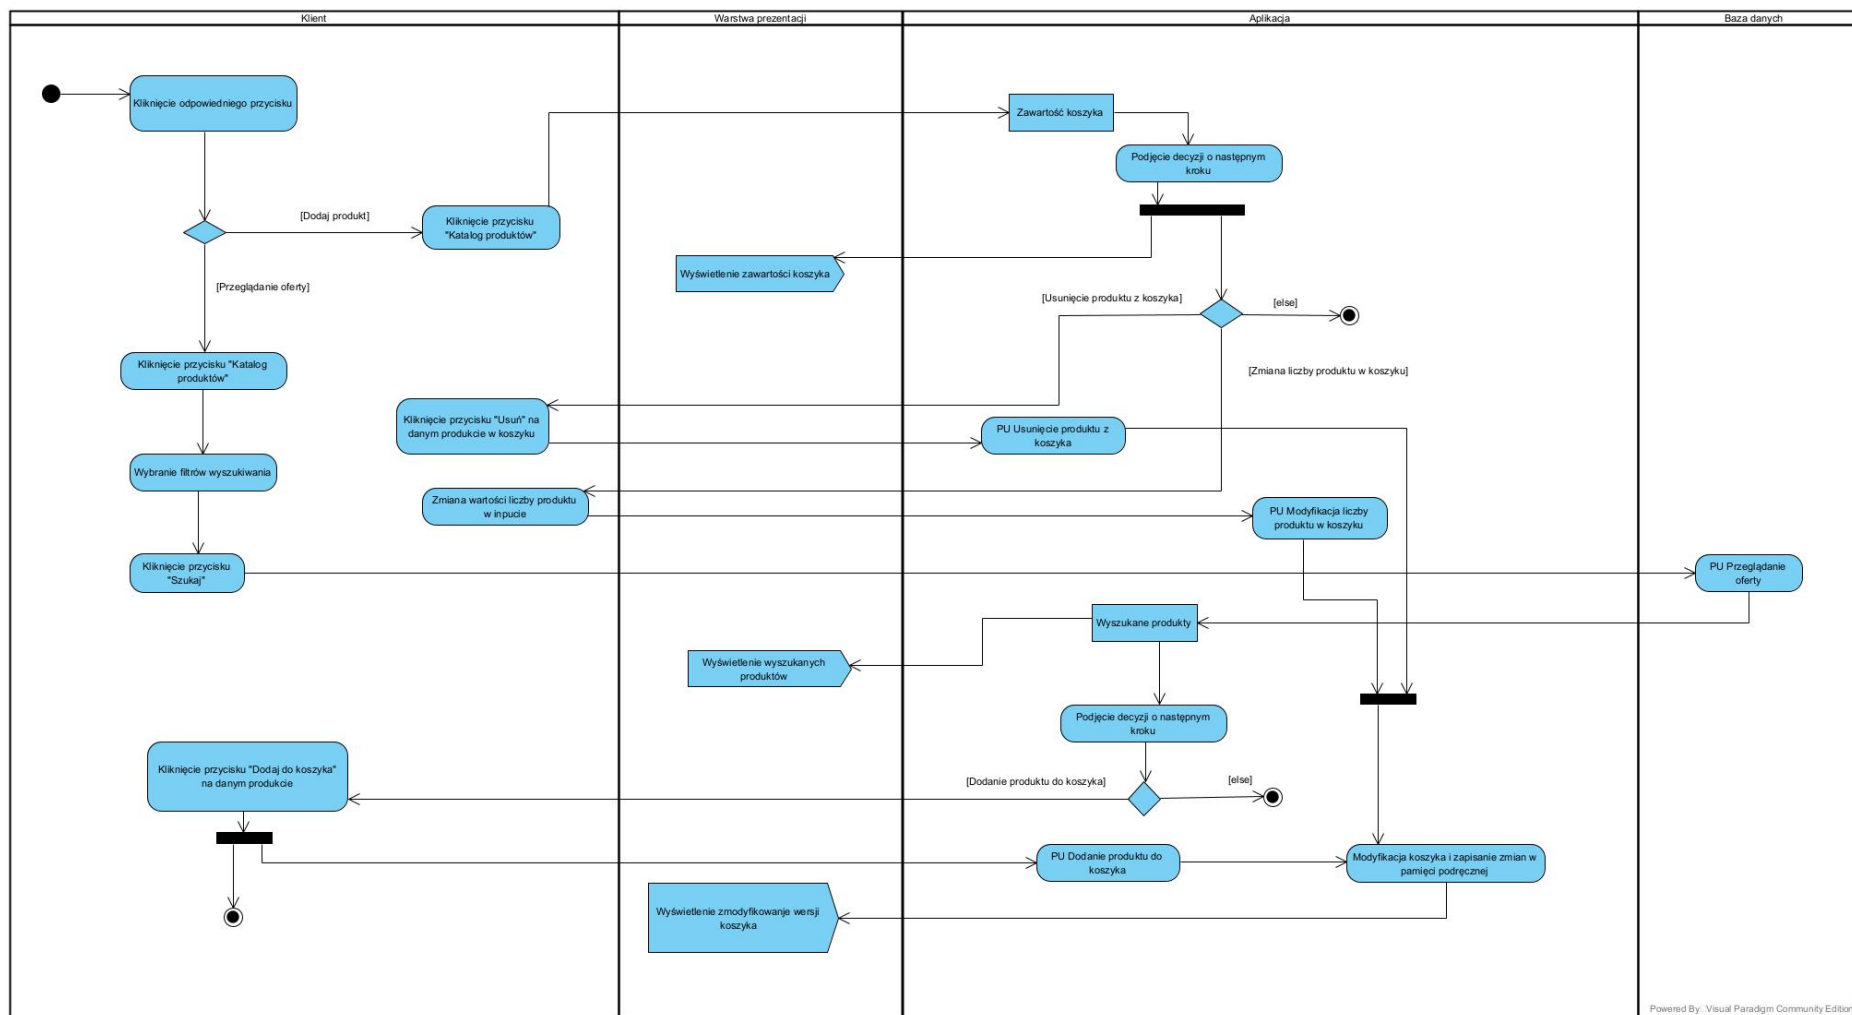 Klient
Warstwa prezentacji
Aplikacja
Baza danych
Kliknięcie odpowiedniego przycisku
Zawartość koszyka
Podjęcie decyzji o następnym
kroku
[Dodaj produkt]
Kliknięcie przycisku
"Katalog produktów"
Wyświetlenie zawartości koszyka
[Przeglądanie oferty]
[Usunięcie produktu z koszyka]
[else]
Kliknięcie przycisku "Katalog
produktów"
[Zmiana liczby produktu w koszyku]
Kliknięcie przycisku "Usuń" na
danym produkcie w koszyku
PU Usunięcie produktu z
koszyka
Wybranie filtrów wyszukiwania
Zmiana wartości liczby produktu
w inpucie
PU Modyfikacja liczby
produktu w koszyku
Kliknięcie przycisku
"Szukaj"
PU Przeglądanie
oferty
Wyszukane produkty
Wyświetlenie wyszukanych
produktów
Podjęcie decyzji o następnym
kroku
Kliknięcie przycisku "Dodaj do koszyka"
na danym produkcie
[Dodanie produktu do koszyka]
[else]
PU Dodanie produktu do
koszyka
Modyfikacja koszyka i zapisanie zmian w
pamięci podręcznej
Wyświetlenie zmodyfikowanie wersji
koszyka
Powered By: Visual Paradigm Community Edition